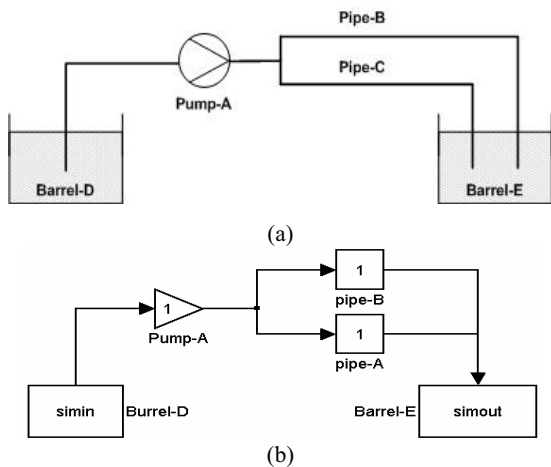 Pipe-B
Pipe-C
Pump-A
Barrel-D
Barrel-E
(a)
1
pipe-B
1
Pump-A
1
pipe-A
simin
Burrel-D
Barrel-E
simout
(b)